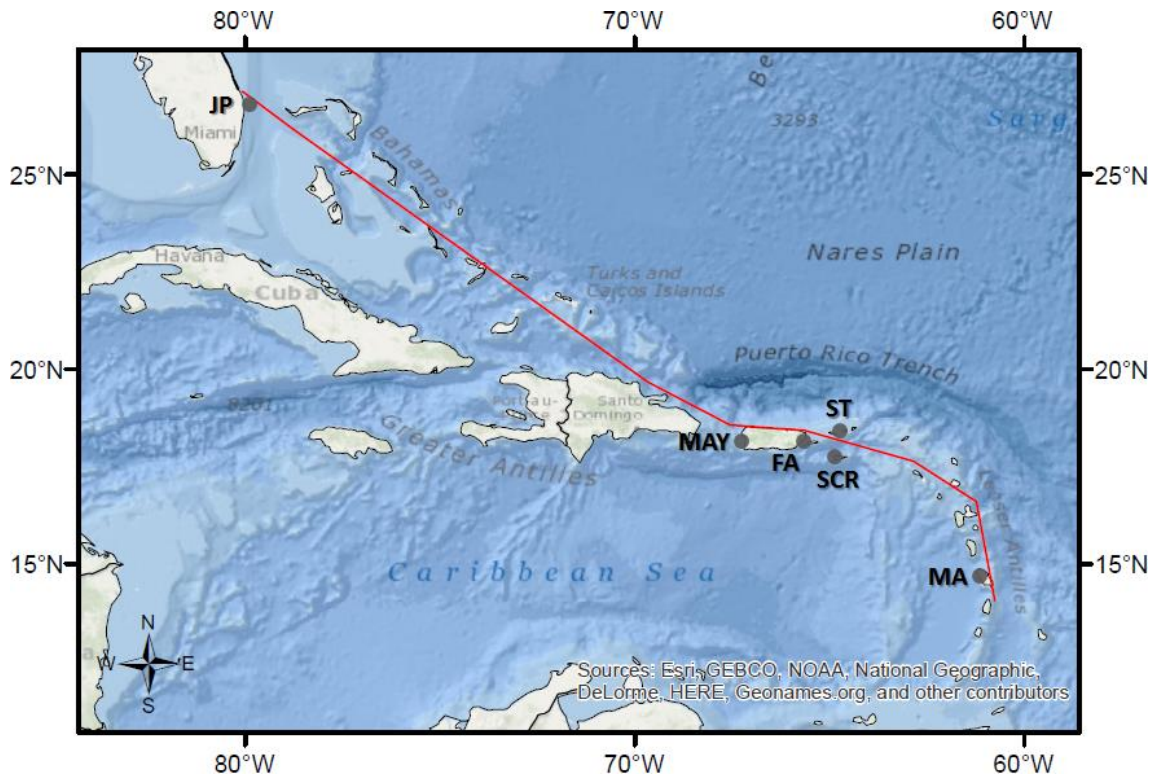 80°W 70°W 60°W
JP
Miami
Be
3293
Sarg
25°N 25°N
Bahamas
Havana
Cuba
Nares Plain
Turks and
Caicos Islands
20°N 20°N
Puerto Rico Trench
8201
Port-au-
Prince
Santo
Domingo
ST
MAY
FA
SCR
Greater Antilles
Lesser Antilles
15°N 15°N
Caribbean Sea
MA
N
W E
S
Sources: Esri, GEBCO, NOAA, National Geographic,
DeLorme, HERE, Geonames.org, and other contributors
80°W 70°W 60°W